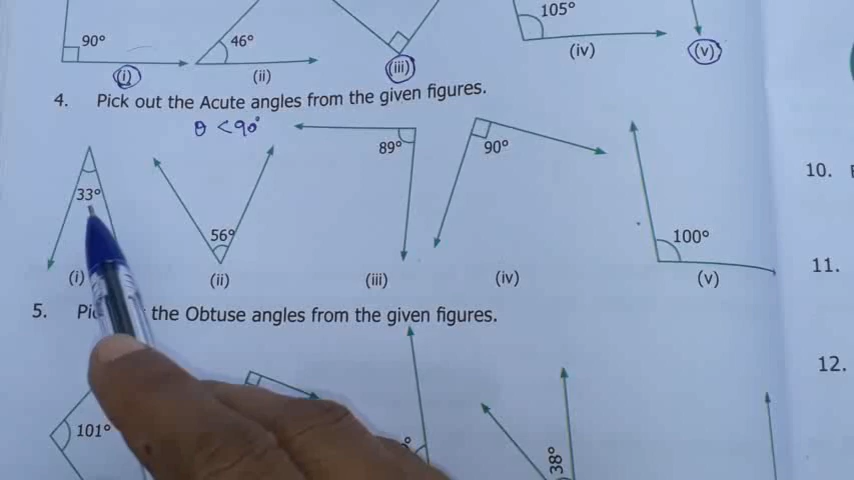 90° 46° 105°
(i) (ii) (iii) (iv) (v)
4. Pick out the Acute angles from the given figures.
θ < 90°
33° 56° 89° 90° 100°
(i) (ii) (iii) (iv) (v)
5. the Obtuse angles from the given figures.
101° 38°
10.
11.
12.